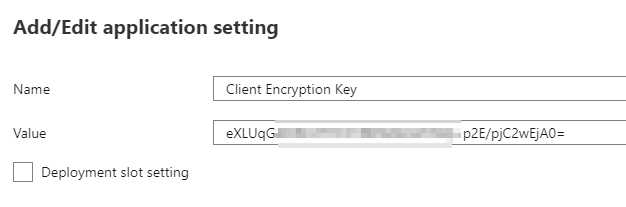 Add/Edit application setting
Name
Client Encryption Key
Value
eXLUqG p2E/pjC2wEjA0=
Deployment slot setting